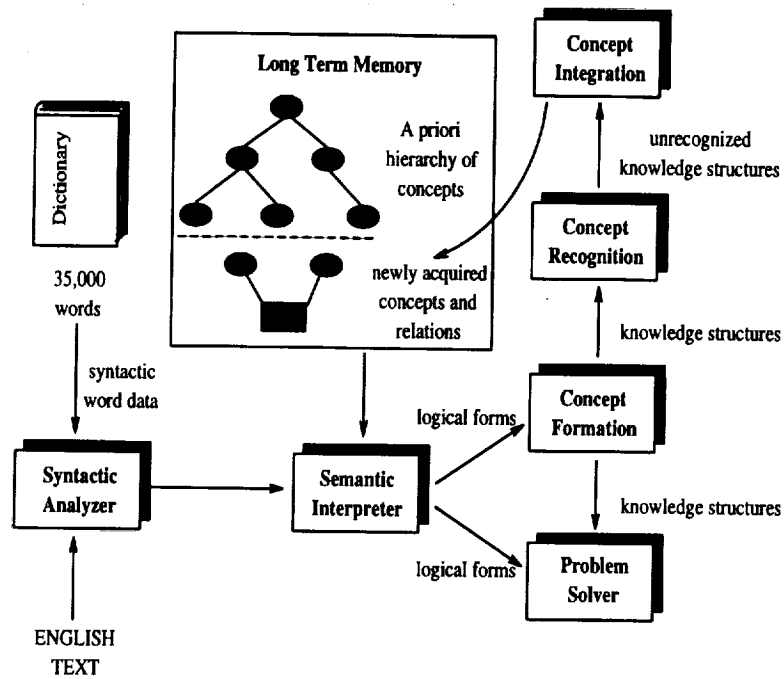 Concept
Integration
Long Term Memory
A priori
hierarchy of
concepts
unrecognized
knowledge structures
Dictionary
Concept
Recognition
newly acquired
concepts and
relations
35,000
words
knowledge structures
syntactic
word data
logical forms
Concept
Formation
Syntactic
Analyzer
Semantic
Interpreter
knowledge structures
logical forms
Problem
Solver
ENGLISH
TEXT